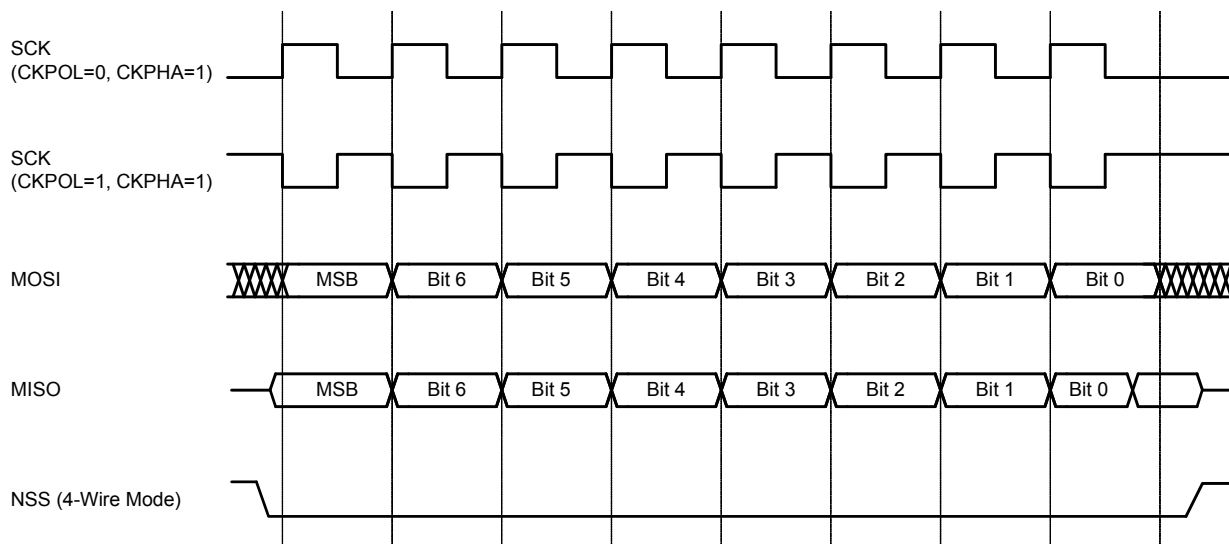 SCK
(CKPOL=0, CKPHA=1)
SCK
(CKPOL=1, CKPHA=1)
MOSI
MSB Bit 6 Bit 5 Bit 4 Bit 3 Bit 2 Bit 1 Bit 0
MISO
MSB Bit 6 Bit 5 Bit 4 Bit 3 Bit 2 Bit 1 Bit 0
NSS (4-Wire Mode)